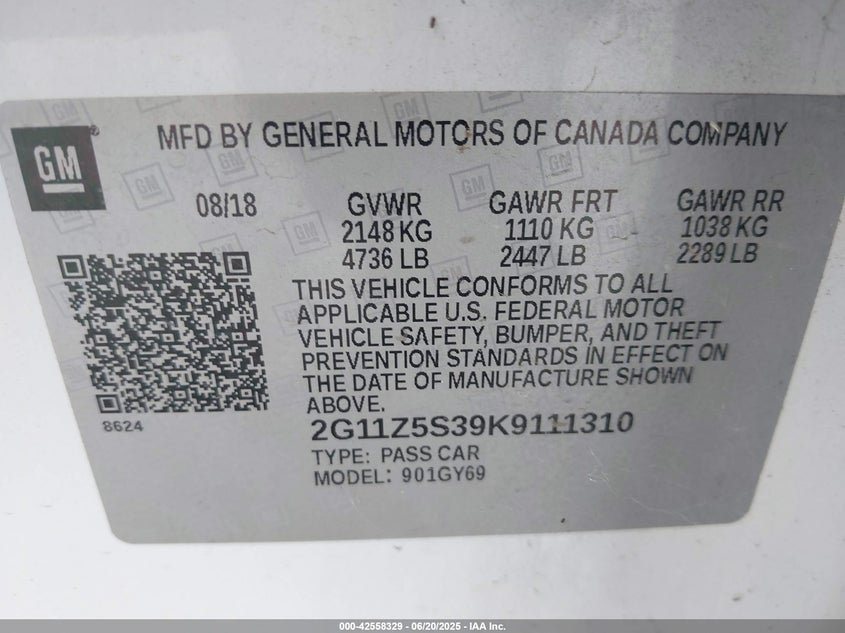 GM®
MFD BY GENERAL MOTORS OF CANADA COMPANY
08/18 GVWR GAWR FRT GAWR RR
2148 KG 1110 KG 1038 KG
4736 LB 2447 LB 2289 LB
THIS VEHICLE CONFORMS TO ALL
APPLICABLE U.S. FEDERAL MOTOR
VEHICLE SAFETY, BUMPER, AND THEFT
PREVENTION STANDARDS IN EFFECT ON
THE DATE OF MANUFACTURE SHOWN
ABOVE.
8624
2G11Z5S39K9111310
TYPE: PASS CAR
MODEL: 901GY69
000-42558329 - 06/20/2025 - IAA Inc.